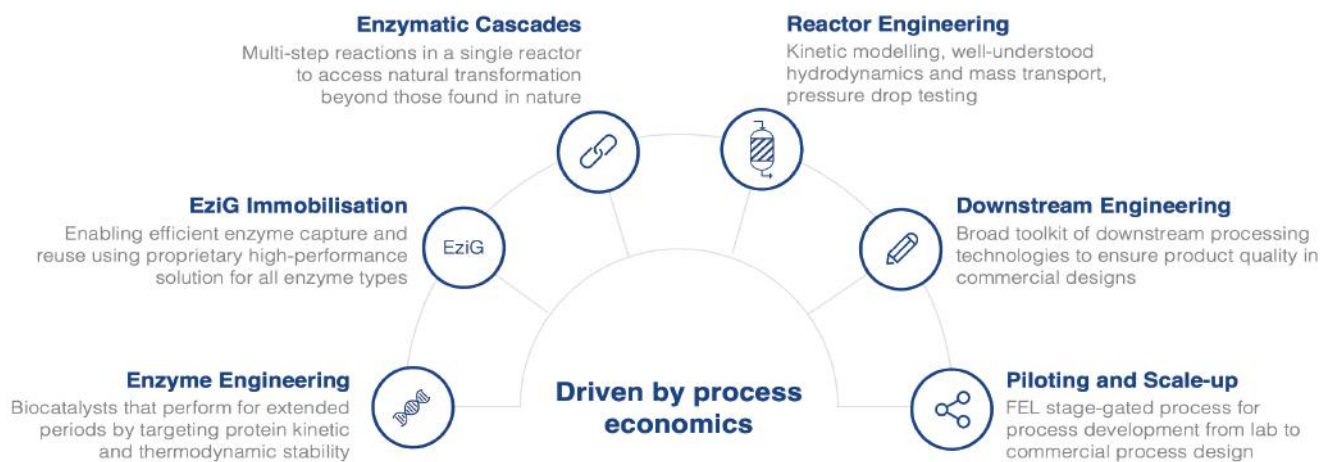 Enzymatic Cascades
Multi-step reactions in a single reactor
to access natural transformation
beyond those found in nature
Reactor Engineering
Kinetic modelling, well-understood
hydrodynamics and mass transport,
pressure drop testing
EziG Immobilisation
Enabling efficient enzyme capture and
reuse using proprietary high-performance
solution for all enzyme types
EziG
Downstream Engineering
Broad toolkit of downstream processing
technologies to ensure product quality in
commercial designs
Enzyme Engineering
Biocatalysts that perform for extended
periods by targeting protein kinetic
and thermodynamic stability
Driven by process
economics
Piloting and Scale-up
FEL stage-gated process for
process development from lab to
commercial process design